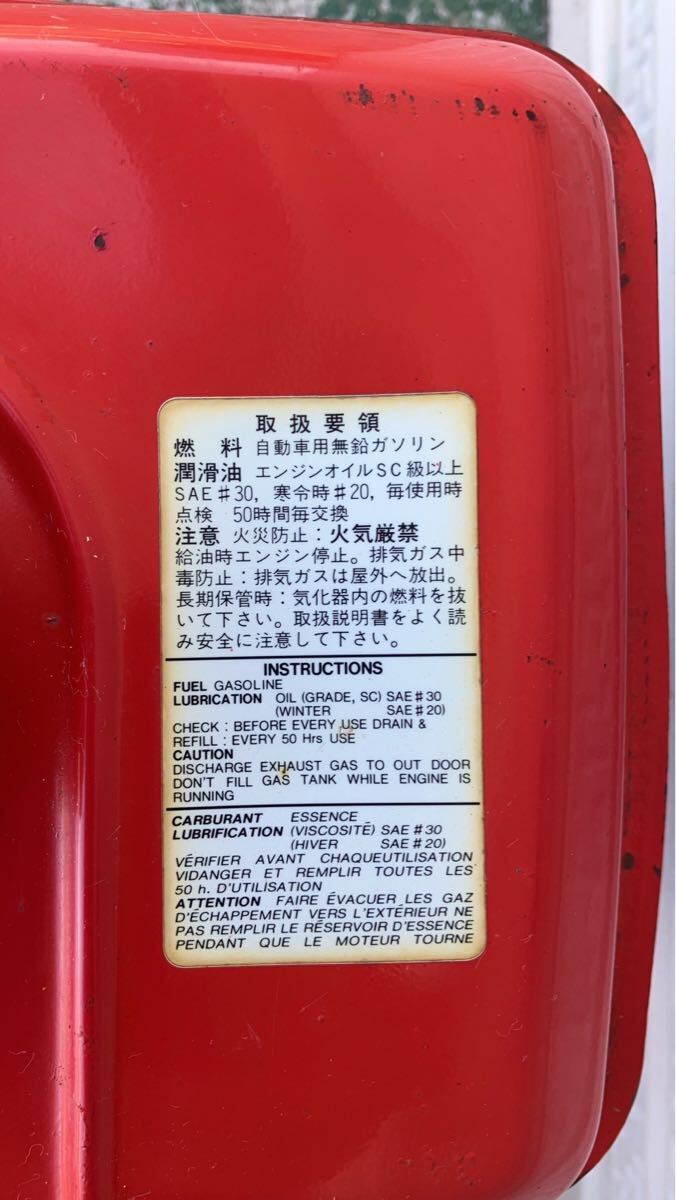 取扱要領
燃料 自動車用無鉛ガソリン
潤滑油 エンジンオイルSC級以上
SAE#30, 寒令時#20, 毎使用時
点検 50時間毎交換
注意 火災防止：火気厳禁
給油時エンジン停止。排気ガス中
毒防止：排気ガスは屋外へ放出。
長期保管時：気化器内の燃料を抜
いて下さい。取扱説明書をよく読
み安全に注意して下さい。
INSTRUCTIONS
FUEL GASOLINE
LUBRICATION OIL (GRADE, SC) SAE#30
(WINTER SAE#20)
CHECK : BEFORE EVERY USE DRAIN &
REFILL : EVERY 50 Hrs USE
CAUTION
DISCHARGE EXHAUST GAS TO OUT DOOR
DON'T FILL GAS TANK WHILE ENGINE IS
RUNNING
CARBURANT ESSENCE
LUBRIFICATION (VISCOSITÉ) SAE#30
(HIVER SAE#20)
VÉRIFIER AVANT CHAQUEUTILISATION
VIDANGER ET REMPLIR TOUTES LES
50 h. D'UTILISATION
ATTENTION FAIRE ÉVACUER LES GAZ
D'ÉCHAPPEMENT VERS L'EXTÉRIEUR NE
PAS REMPLIR LE RÉSERVOIR D'ESSENCE
PENDANT QUE LE MOTEUR TOURNE